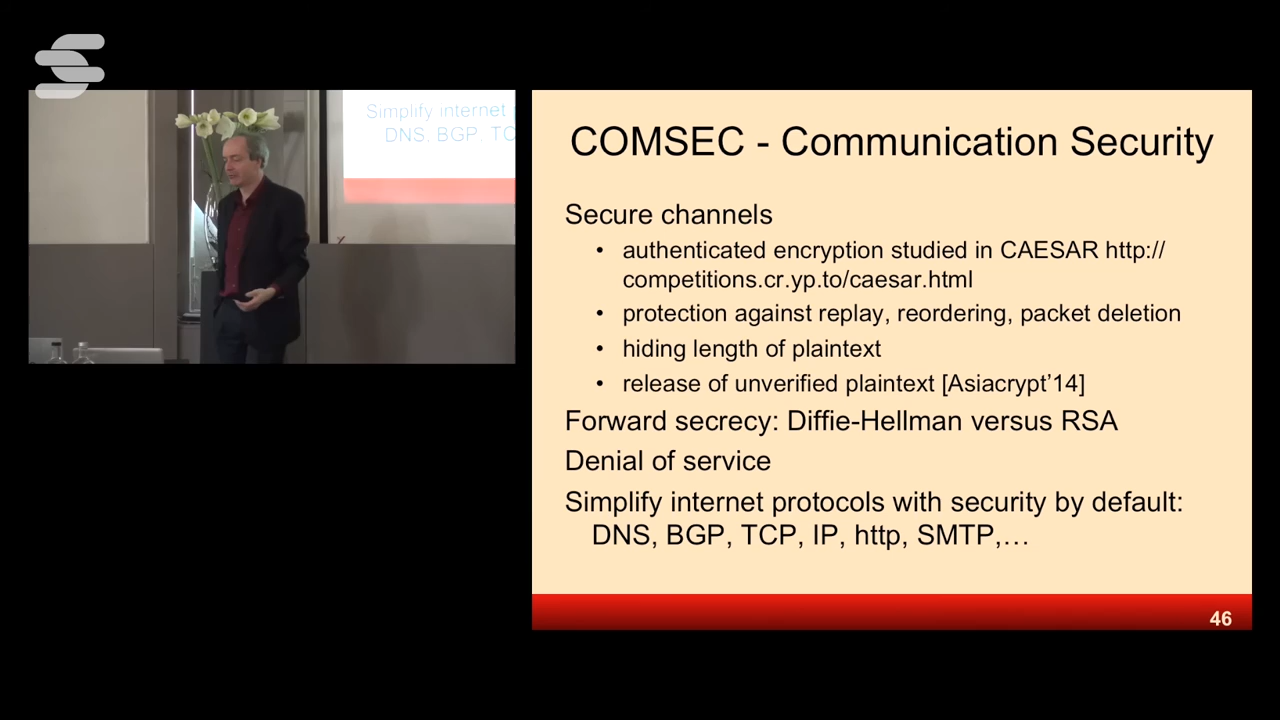 Simplify internet
DNS, BGP, TC
COMSEC - Communication Security
Secure channels
• authenticated encryption studied in CAESAR http://
competitions.cr.yp.to/caesar.html
• protection against replay, reordering, packet deletion
• hiding length of plaintext
• release of unverified plaintext [Asiacrypt’14]
Forward secrecy: Diffie-Hellman versus RSA
Denial of service
Simplify internet protocols with security by default:
DNS, BGP, TCP, IP, http, SMTP,…
46